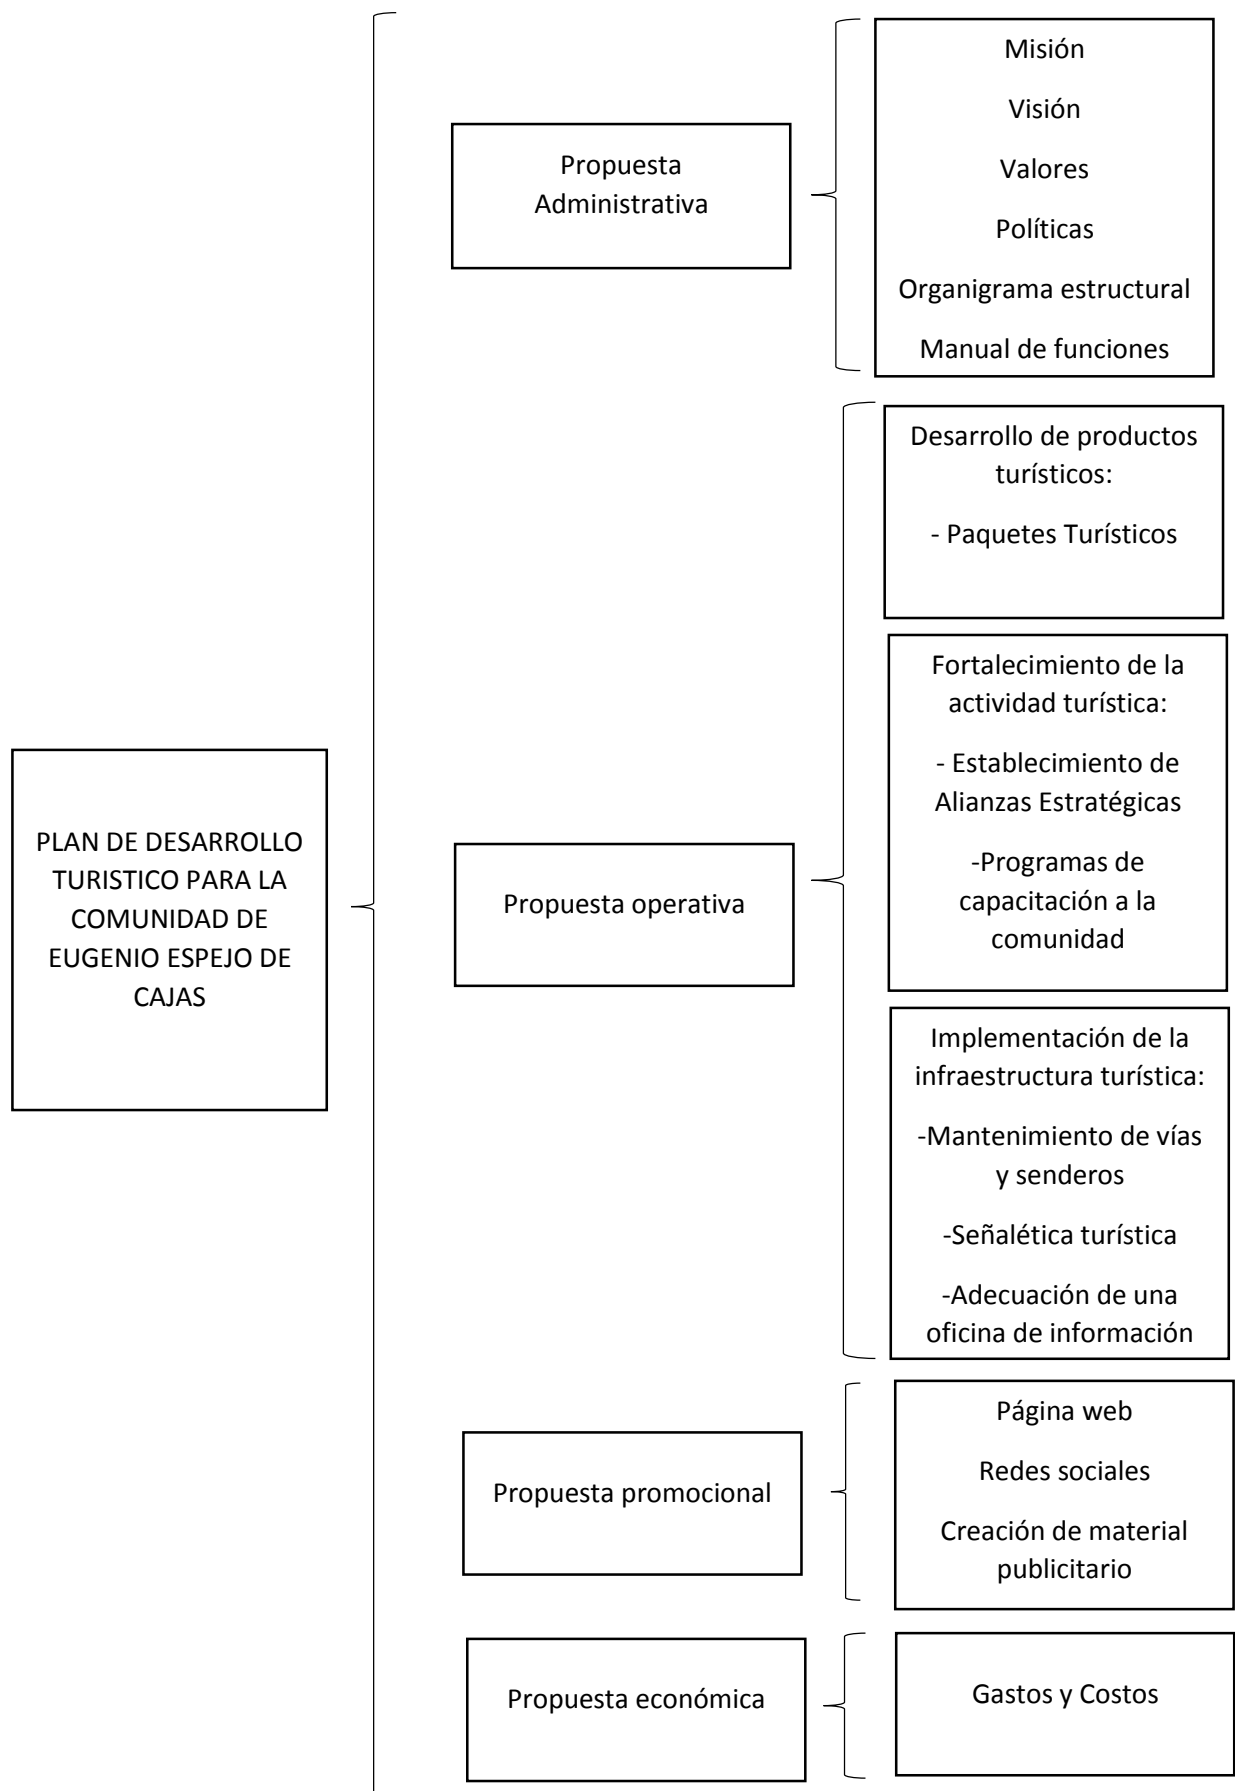 PLAN DE DESARROLLO
TURISTICO PARA LA
COMUNIDAD DE
EUGENIO ESPEJO DE
CAJAS
Propuesta
Administrativa
Misión
Visión
Valores
Políticas
Organigrama estructural
Manual de funciones
Propuesta operativa
Desarrollo de productos
turísticos:
- Paquetes Turísticos
Fortalecimiento de la
actividad turística:
- Establecimiento de
Alianzas Estratégicas
-Programas de
capacitación a la
comunidad
Implementación de la
infraestructura turística:
-Mantenimiento de vías
y senderos
-Señalética turística
-Adecuación de una
oficina de información
Propuesta promocional
Página web
Redes sociales
Creación de material
publicitario
Propuesta económica
Gastos y Costos